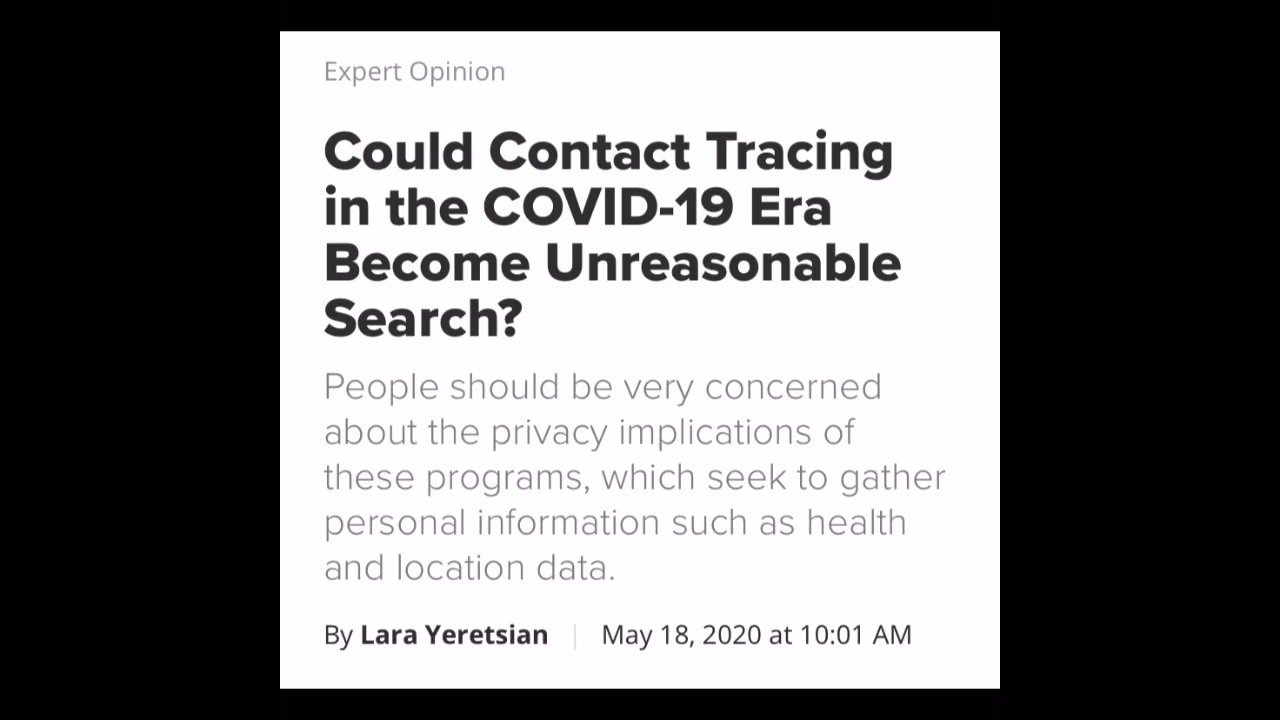 Expert Opinion
Could Contact Tracing
in the COVID-19 Era
Become Unreasonable
Search?
People should be very concerned
about the privacy implications of
these programs, which seek to gather
personal information such as health
and location data.
By Lara Yeretsian | May 18, 2020 at 10:01 AM